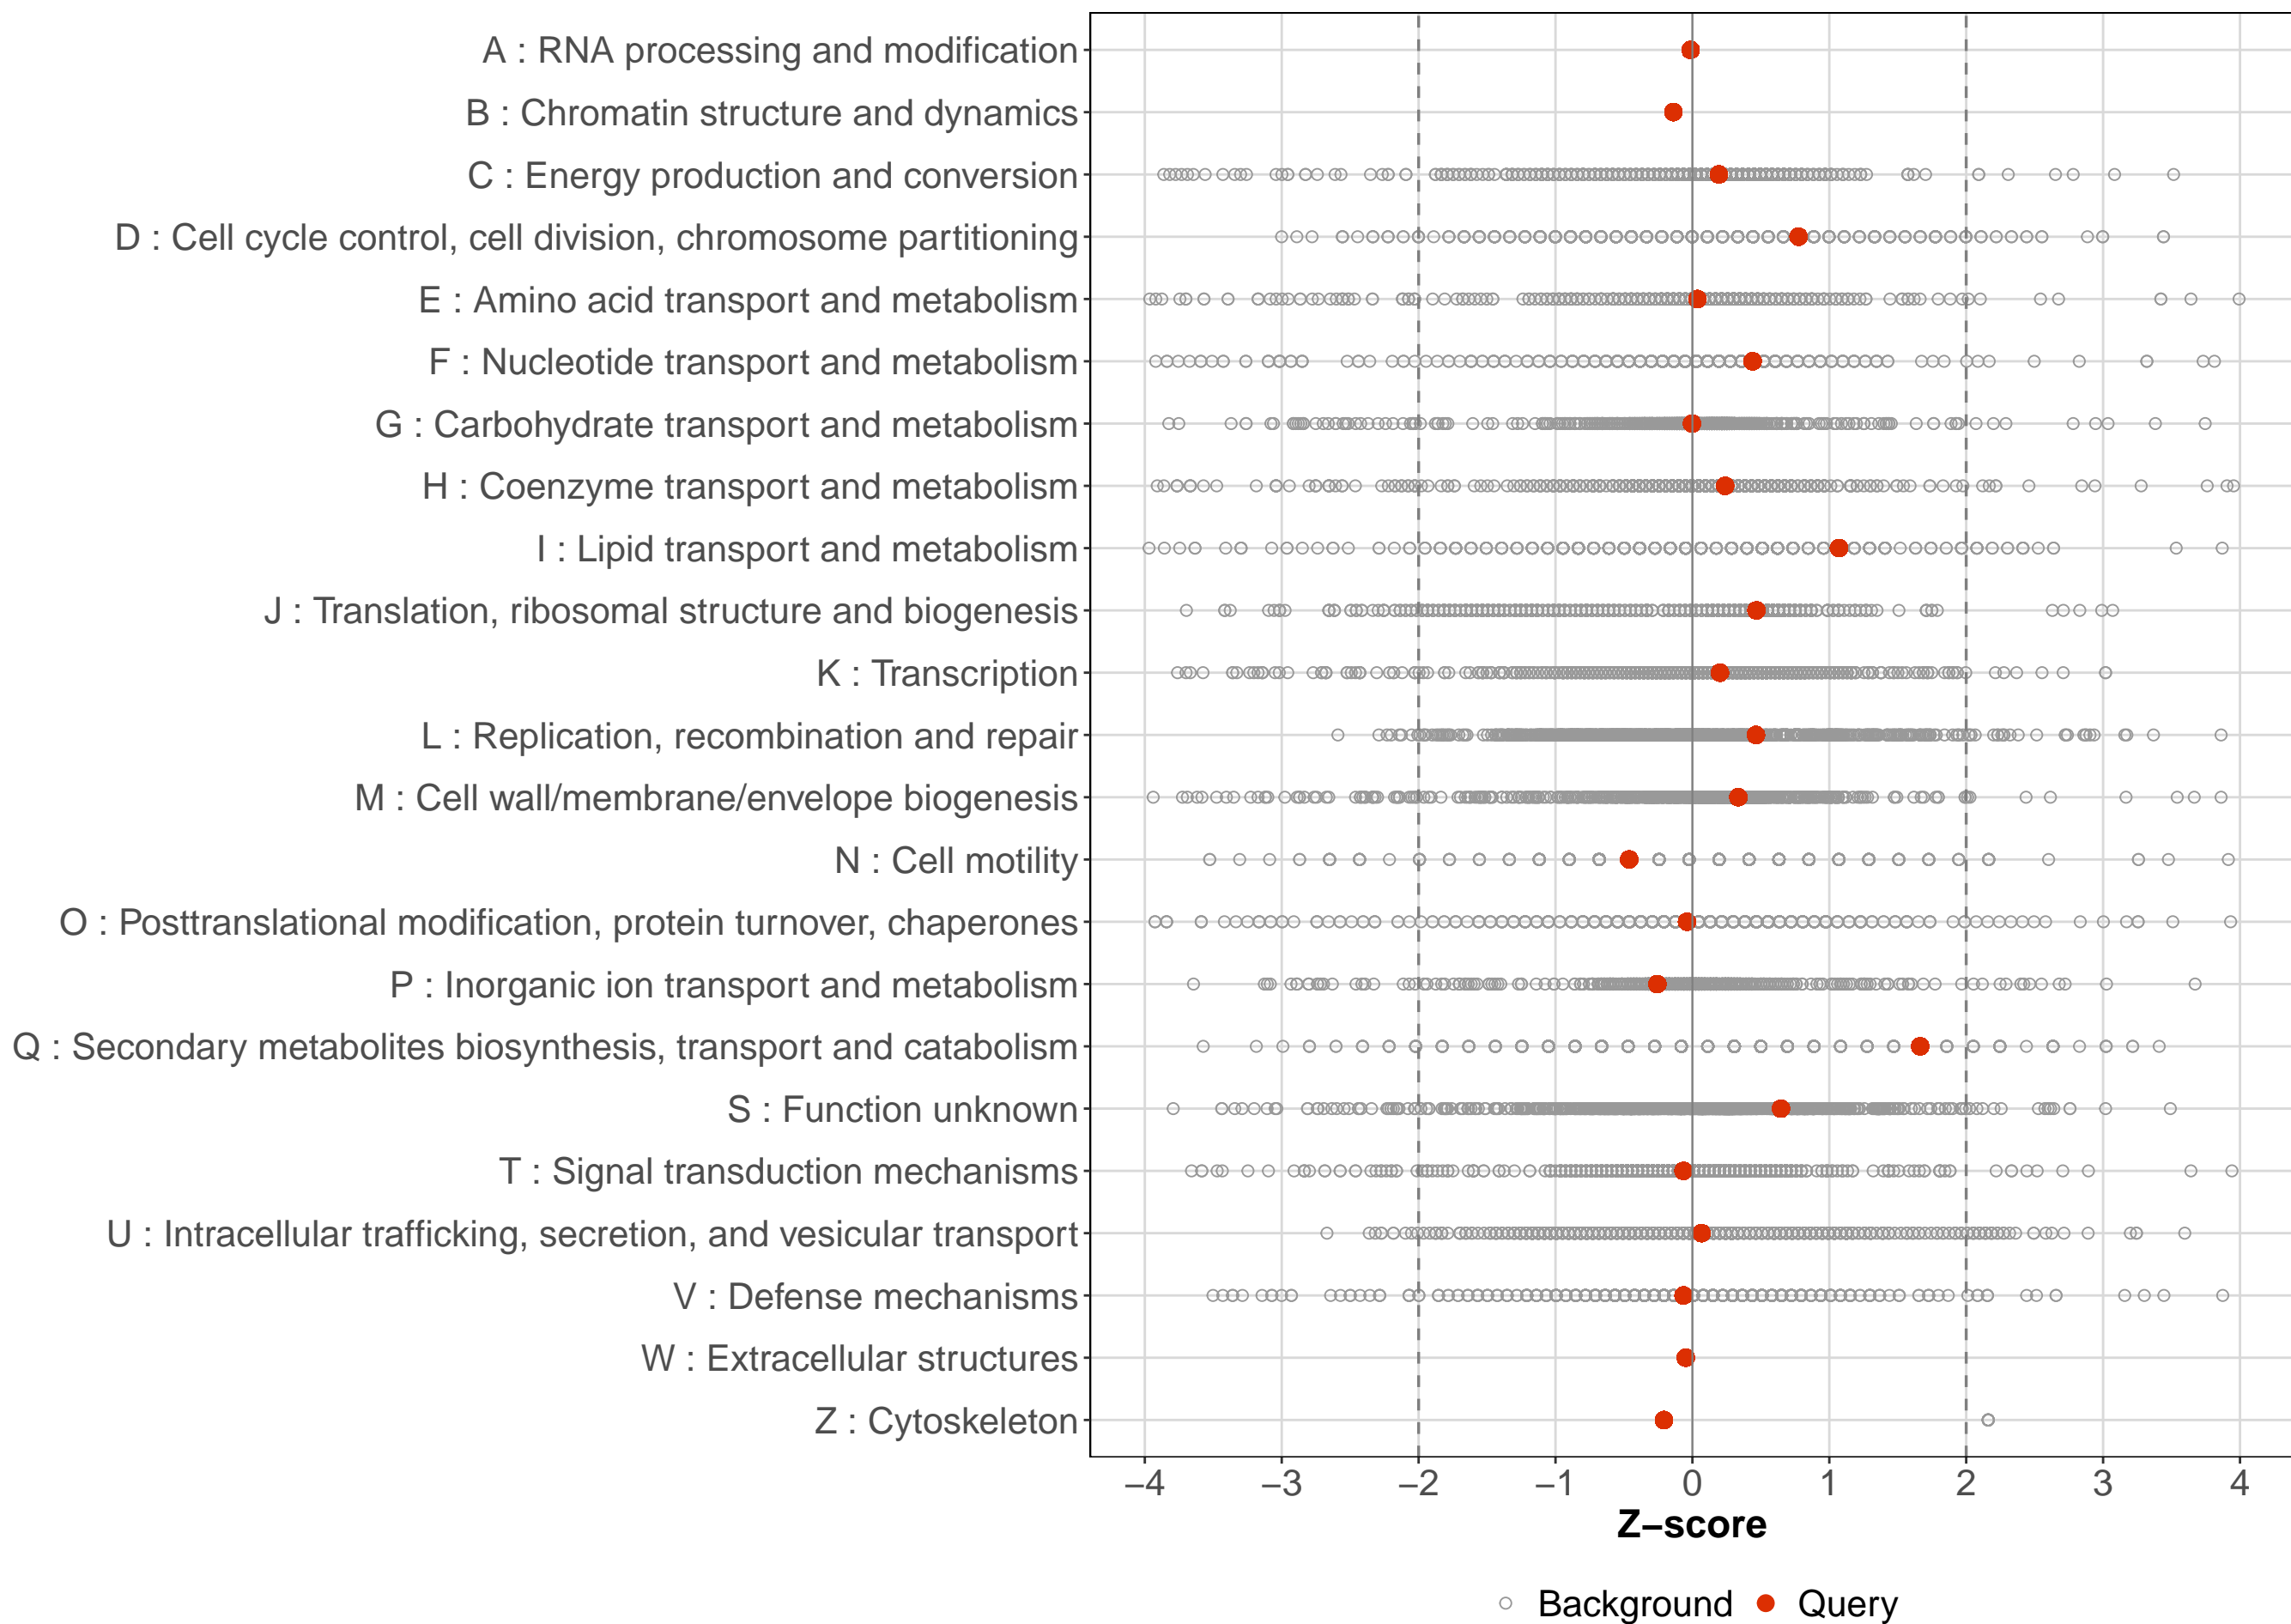 A : RNA processing and modification
B : Chromatin structure and dynamics
C : Energy production and conversion
D : Cell cycle control, cell division, chromosome partitioning
E : Amino acid transport and metabolism
F : Nucleotide transport and metabolism
G : Carbohydrate transport and metabolism
H : Coenzyme transport and metabolism
I : Lipid transport and metabolism
J : Translation, ribosomal structure and biogenesis
K : Transcription
L : Replication, recombination and repair
M : Cell wall/membrane/envelope biogenesis
N : Cell motility
O : Posttranslational modification, protein turnover, chaperones
P : Inorganic ion transport and metabolism
Q : Secondary metabolites biosynthesis, transport and catabolism
S : Function unknown
T : Signal transduction mechanisms
U : Intracellular trafficking, secretion, and vesicular transport
V : Defense mechanisms
W : Extracellular structures
Z : Cytoskeleton
−4 −3 −2 −1 0 1 2 3 4
Z−score
Background Query